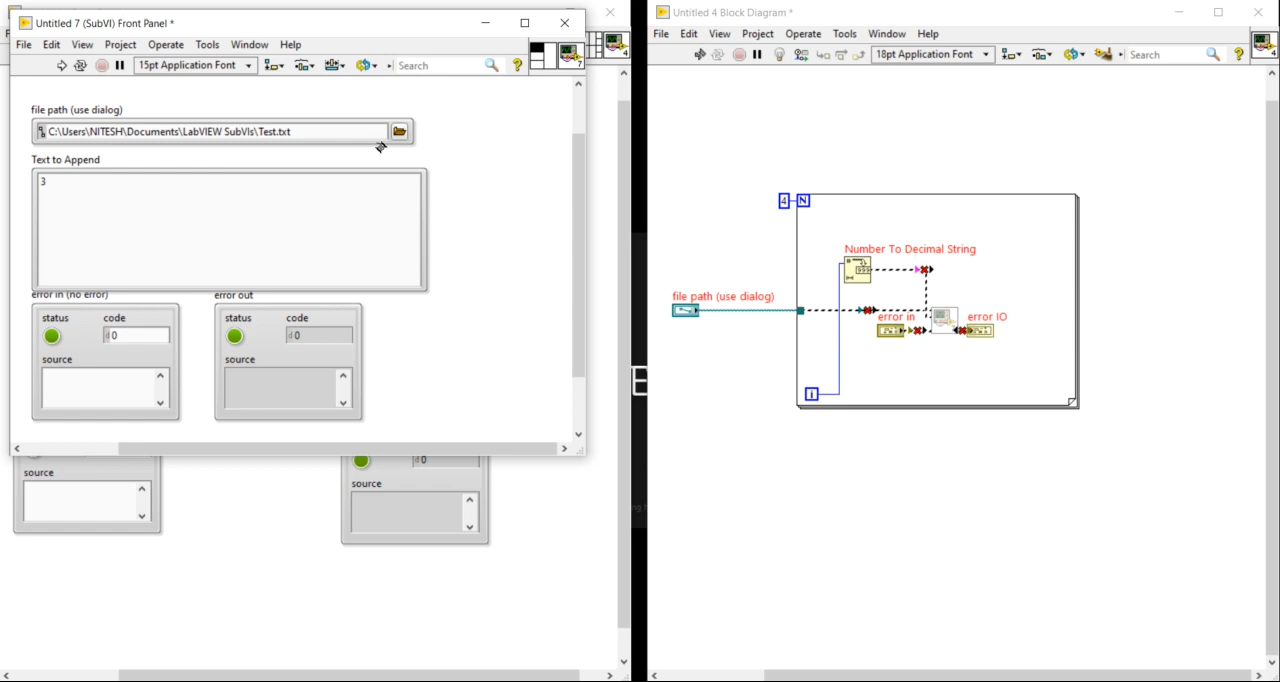 Untitled 7 (SubVI) Front Panel *
File Edit View Project Operate Tools Window Help
15pt Application Font
Search
7
4
file path (use dialog)
C:\Users\NITESH\Documents\LabVIEW SubVIs\Test.txt
Text to Append
3
error in (no error)
error out
status code
d 0
source
status code
d 0
source
source
d 0
source
Untitled 4 Block Diagram *
File Edit View Project Operate Tools Window Help
18pt Application Font
Search
4
4 N
Number To Decimal String
file path (use dialog)
error in
error IO
i
E